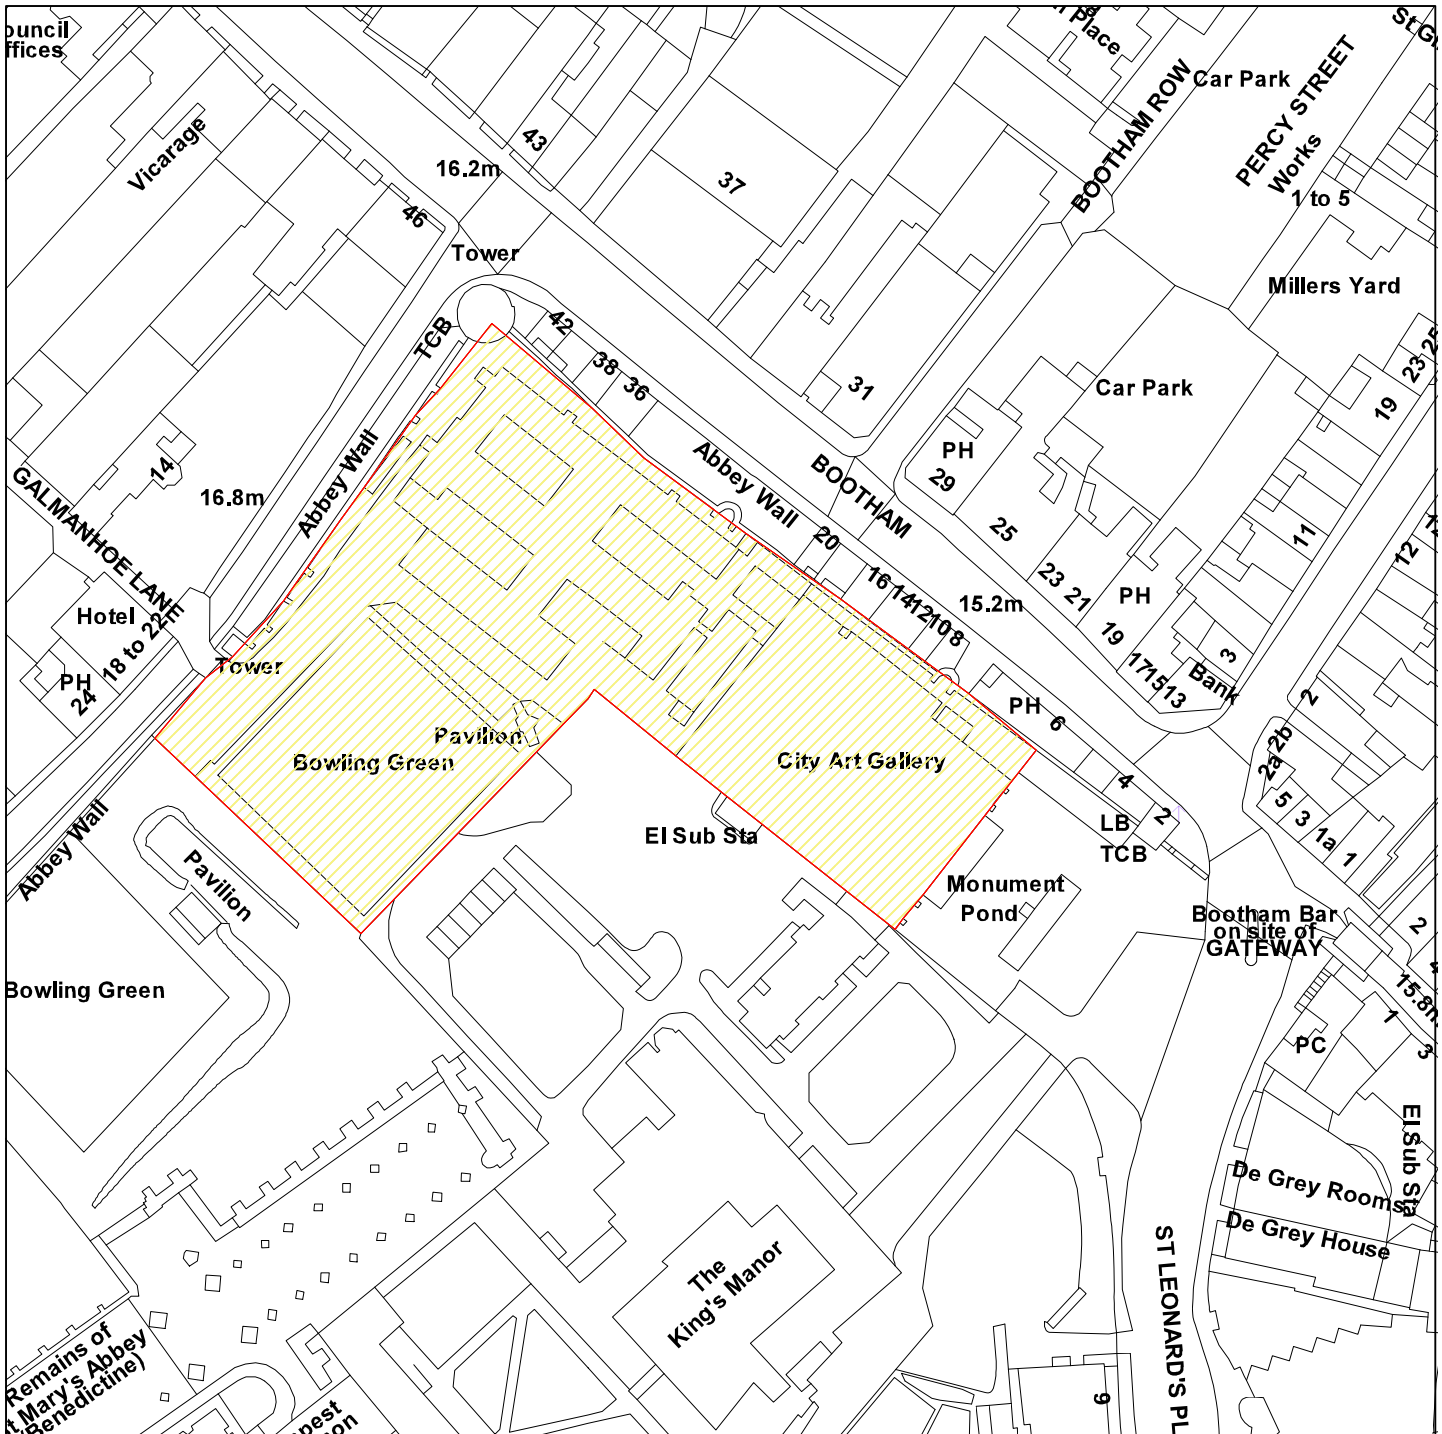 ouncil
ffices
Place
St
Car Park
BOOTHAM ROW
PERCY STREET
Works
1 to 5
Vicarage
43
16.2m
37
46
Tower
Millers Yard
TCB
42
38
36
31
23
25
Car Park
19
PH
29
Abbey Wall
BOOTHAM
Abbey Wall
14
16.8m
GALMANHOE LANE
25
11
12
20
16
14
12
10
8
15.2m
23
21
PH
19
17
15
13
Bank
3
Hotel
18 to 22
PH
24
Tower
Pavilion
Bowling Green
City Art Gallery
PH
6
2
2b
2a
5
3
1a
1
4
2
LB
TCB
El Sub Sta
Abbey Wall
Pavilion
Monument
Pond
Bootham Bar
on site of
GATEWAY
2
4
15.8m
1
3
PC
Bowling Green
El Sub Sta
De Grey Rooms
De Grey House
The
King's Manor
ST LEONARD'S PL
9
Remains of
t Mary's Abbey
Benedictine)
pest
on